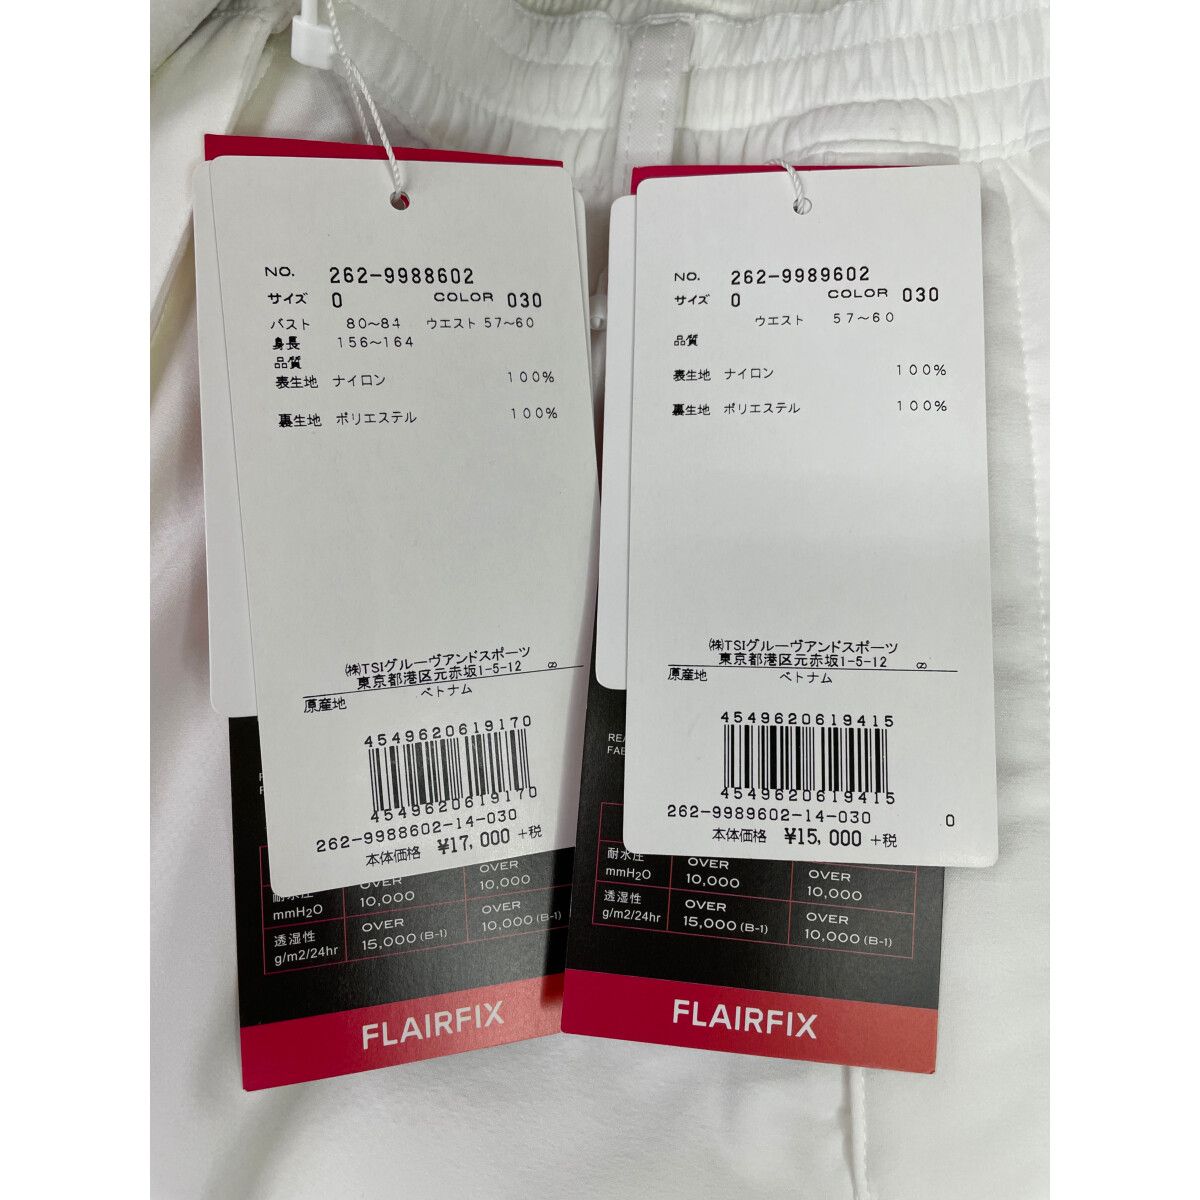 NO. 262-9988602
サイズ 0 COLOR 030
バスト 80〜84 ウエスト 57〜60
身長 156〜164
品質
表生地 ナイロン 100%
裏生地 ポリエステル 100%
㈱TSIグルーヴアンドスポーツ
東京都港区元赤坂1-5-12 ∞
原産地 ベトナム
4549620619170
4549620619170
262-9988602-14-030
本体価格 ¥17,000 +税
耐水圧
mmH2O
OVER
10,000
OVER
10,000
透湿性
g/m2/24hr
OVER
15,000 (B-1)
OVER
10,000 (B-1)
FLAIRFIX
NO. 262-9989602
サイズ 0 COLOR 030
ウエスト 57〜60
品質
表生地 ナイロン 100%
裏生地 ポリエステル 100%
㈱TSIグルーヴアンドスポーツ
東京都港区元赤坂1-5-12 ∞
原産地 ベトナム
4549620619415
4549620619415
262-9989602-14-030 0
本体価格 ¥15,000 +税
耐水圧
mmH2O
OVER
10,000
OVER
10,000
透湿性
g/m2/24hr
OVER
15,000 (B-1)
OVER
10,000 (B-1)
FLAIRFIX